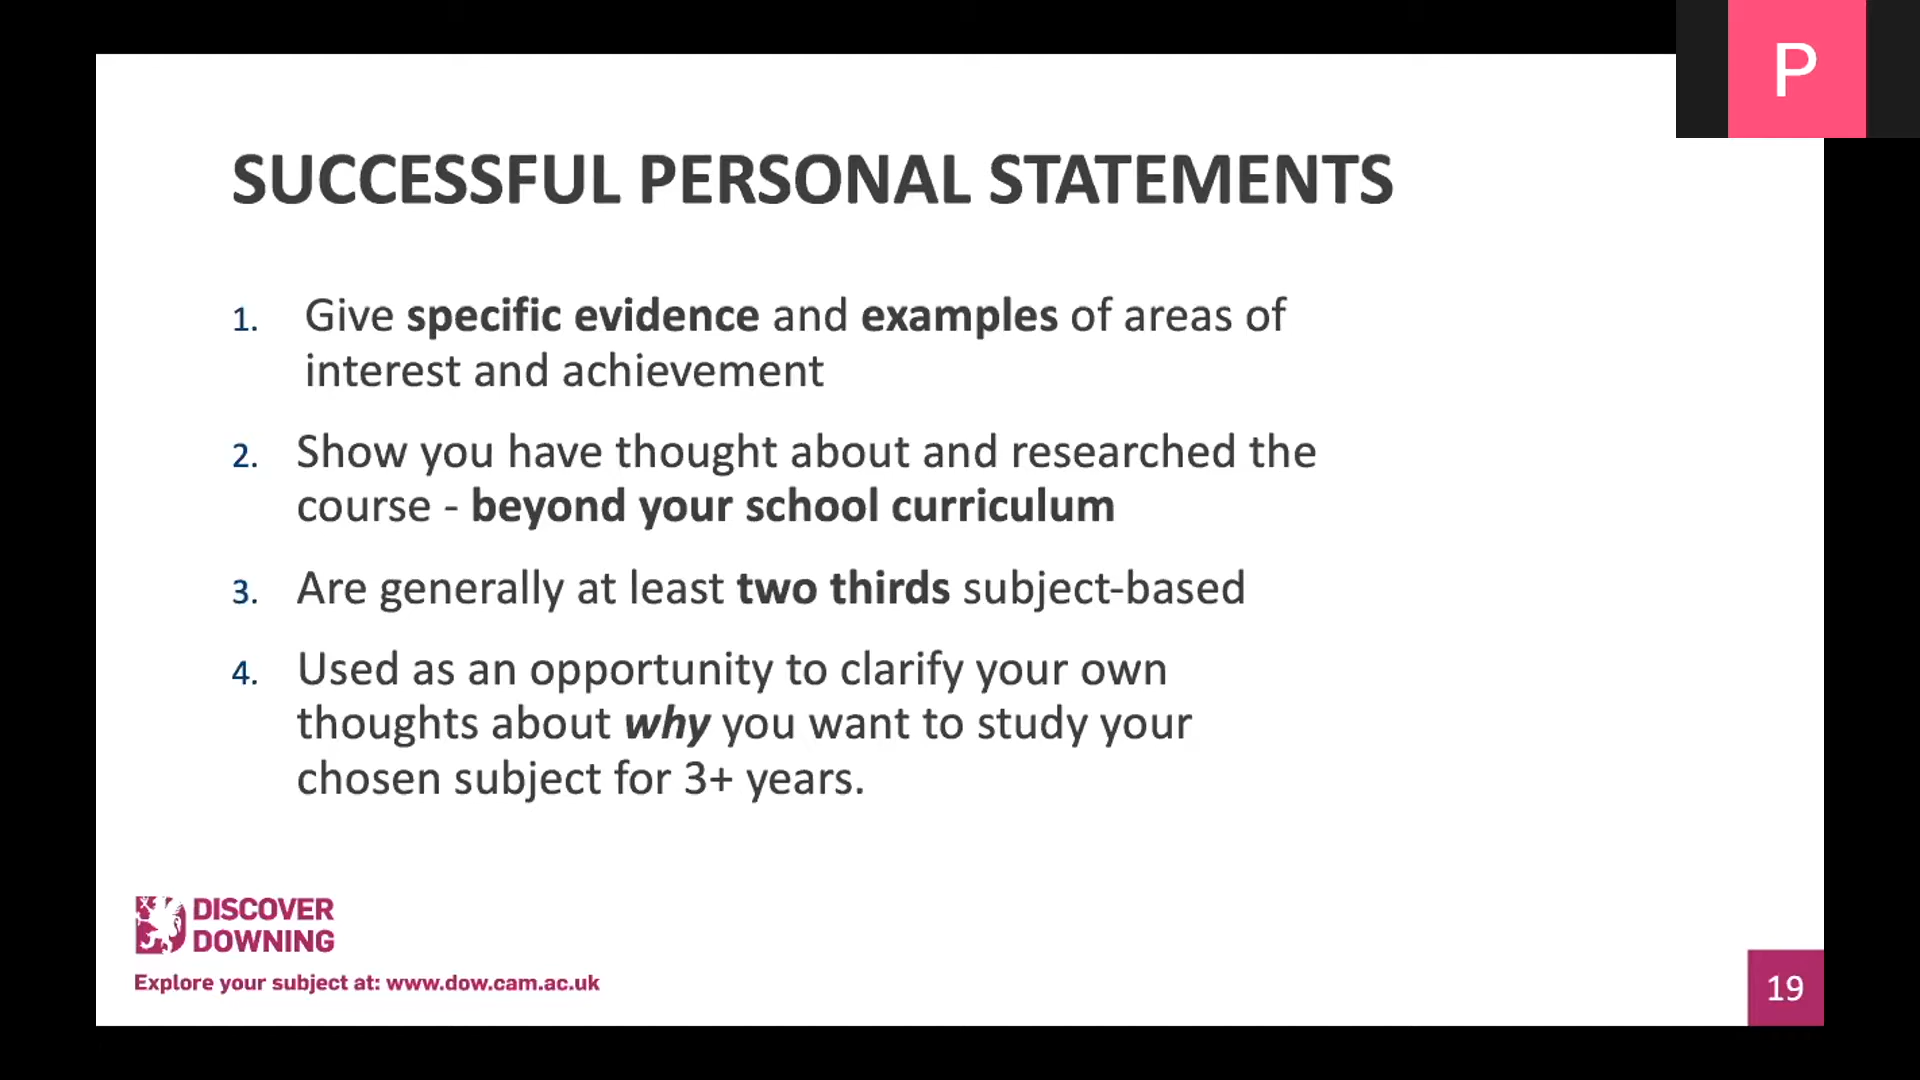 P
SUCCESSFUL PERSONAL STATEMENTS
1. Give specific evidence and examples of areas of
interest and achievement
2. Show you have thought about and researched the
course - beyond your school curriculum
3. Are generally at least two thirds subject-based
4. Used as an opportunity to clarify your own
thoughts about why you want to study your
chosen subject for 3+ years.
DISCOVER
DOWNING
Explore your subject at: www.dow.cam.ac.uk
19